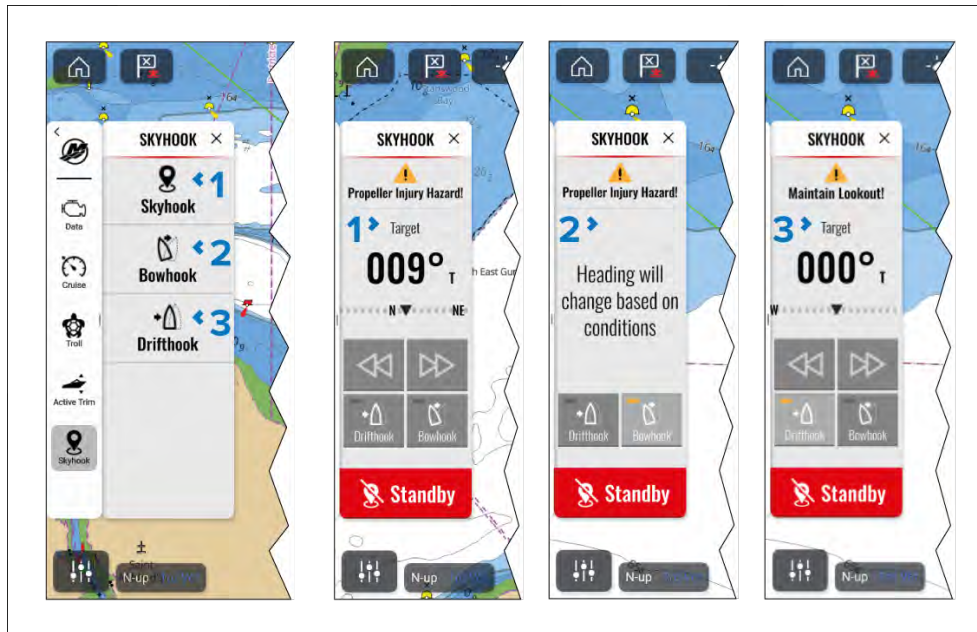 SKYHOOK ×
1
Skyhook
2
Bowhook
3
Drifthook
Data
Cruise
Troll
Active Trim
Skyhook
N-up
SKYHOOK ×
Propeller Injury Hazard!
1
Target
009° T
N NE
Drifthook
Bowhook
Standby
N-up
SKYHOOK ×
Propeller Injury Hazard!
2
Heading will
change based on
conditions
Drifthook
Bowhook
Standby
N-up
SKYHOOK ×
Maintain Lookout!
3
Target
000° T
W
Drifthook
Bowhook
Standby
N-up